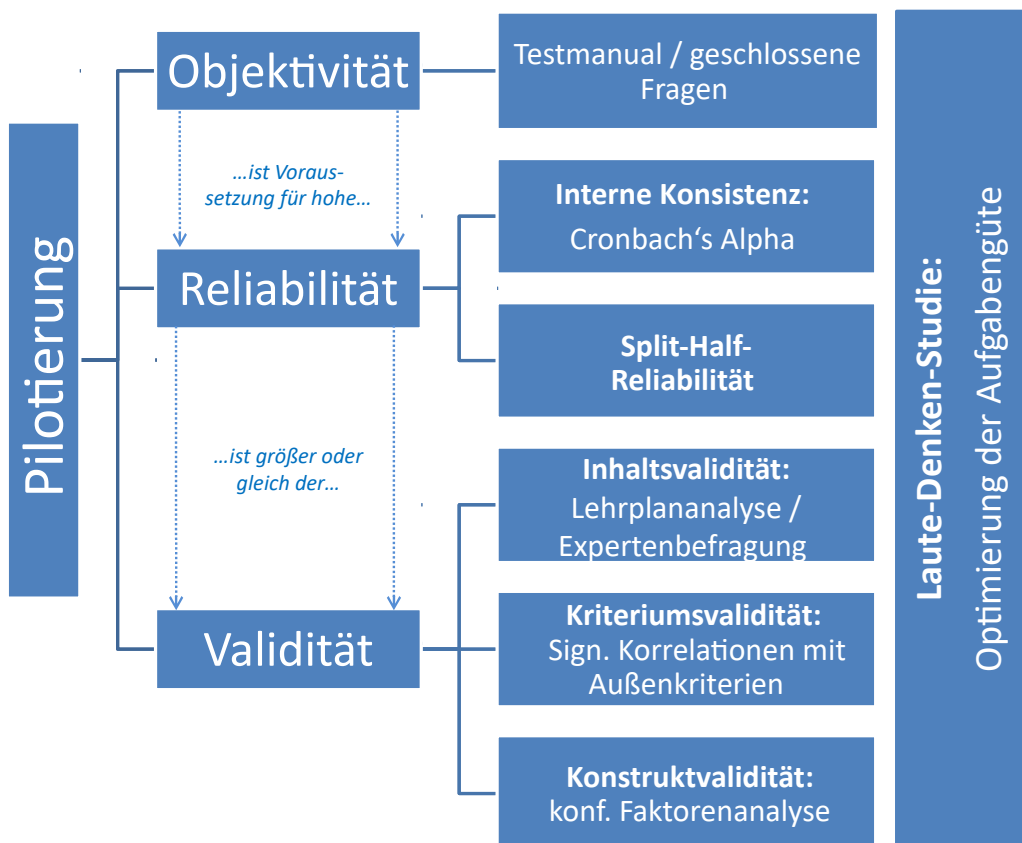 Pilotierung
Objektivität
…ist Voraus-
setzung für hohe…
Reliabilität
…ist größer oder
gleich der…
Validität
Testmanual / geschlossene
Fragen
Interne Konsistenz:
Cronbach‘s Alpha
Split-Half-
Reliabilität
Inhaltsvalidität:
Lehrplananalyse /
Expertenbefragung
Kriteriumsvalidität:
Sign. Korrelationen mit
Außenkriterien
Konstruktvalidität:
konf. Faktorenanalyse
Laute-Denken-Studie:
Optimierung der Aufgabengüte